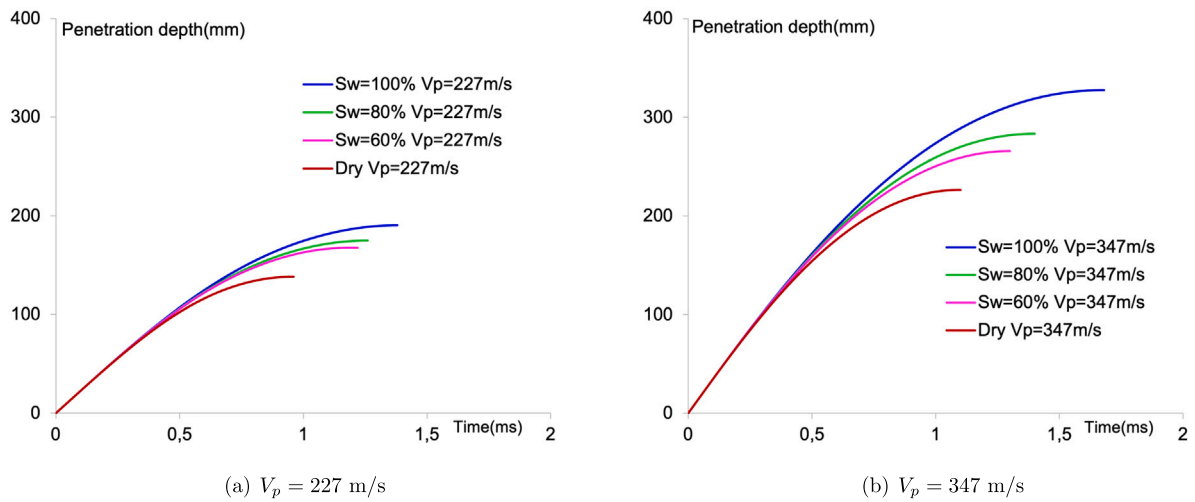 400
Penetration depth(mm)
300
200
100
0
Sw=100% Vp=227m/s
Sw=80% Vp=227m/s
Sw=60% Vp=227m/s
Dry Vp=227m/s
0
0,5
1
1,5
2
Time(ms)
(a) Vp = 227 m/s
400
Penetration depth(mm)
300
200
100
0
Sw=100% Vp=347m/s
Sw=80% Vp=347m/s
Sw=60% Vp=347m/s
Dry Vp=347m/s
0
0,5
1
1,5
2
Time(ms)
(b) Vp = 347 m/s